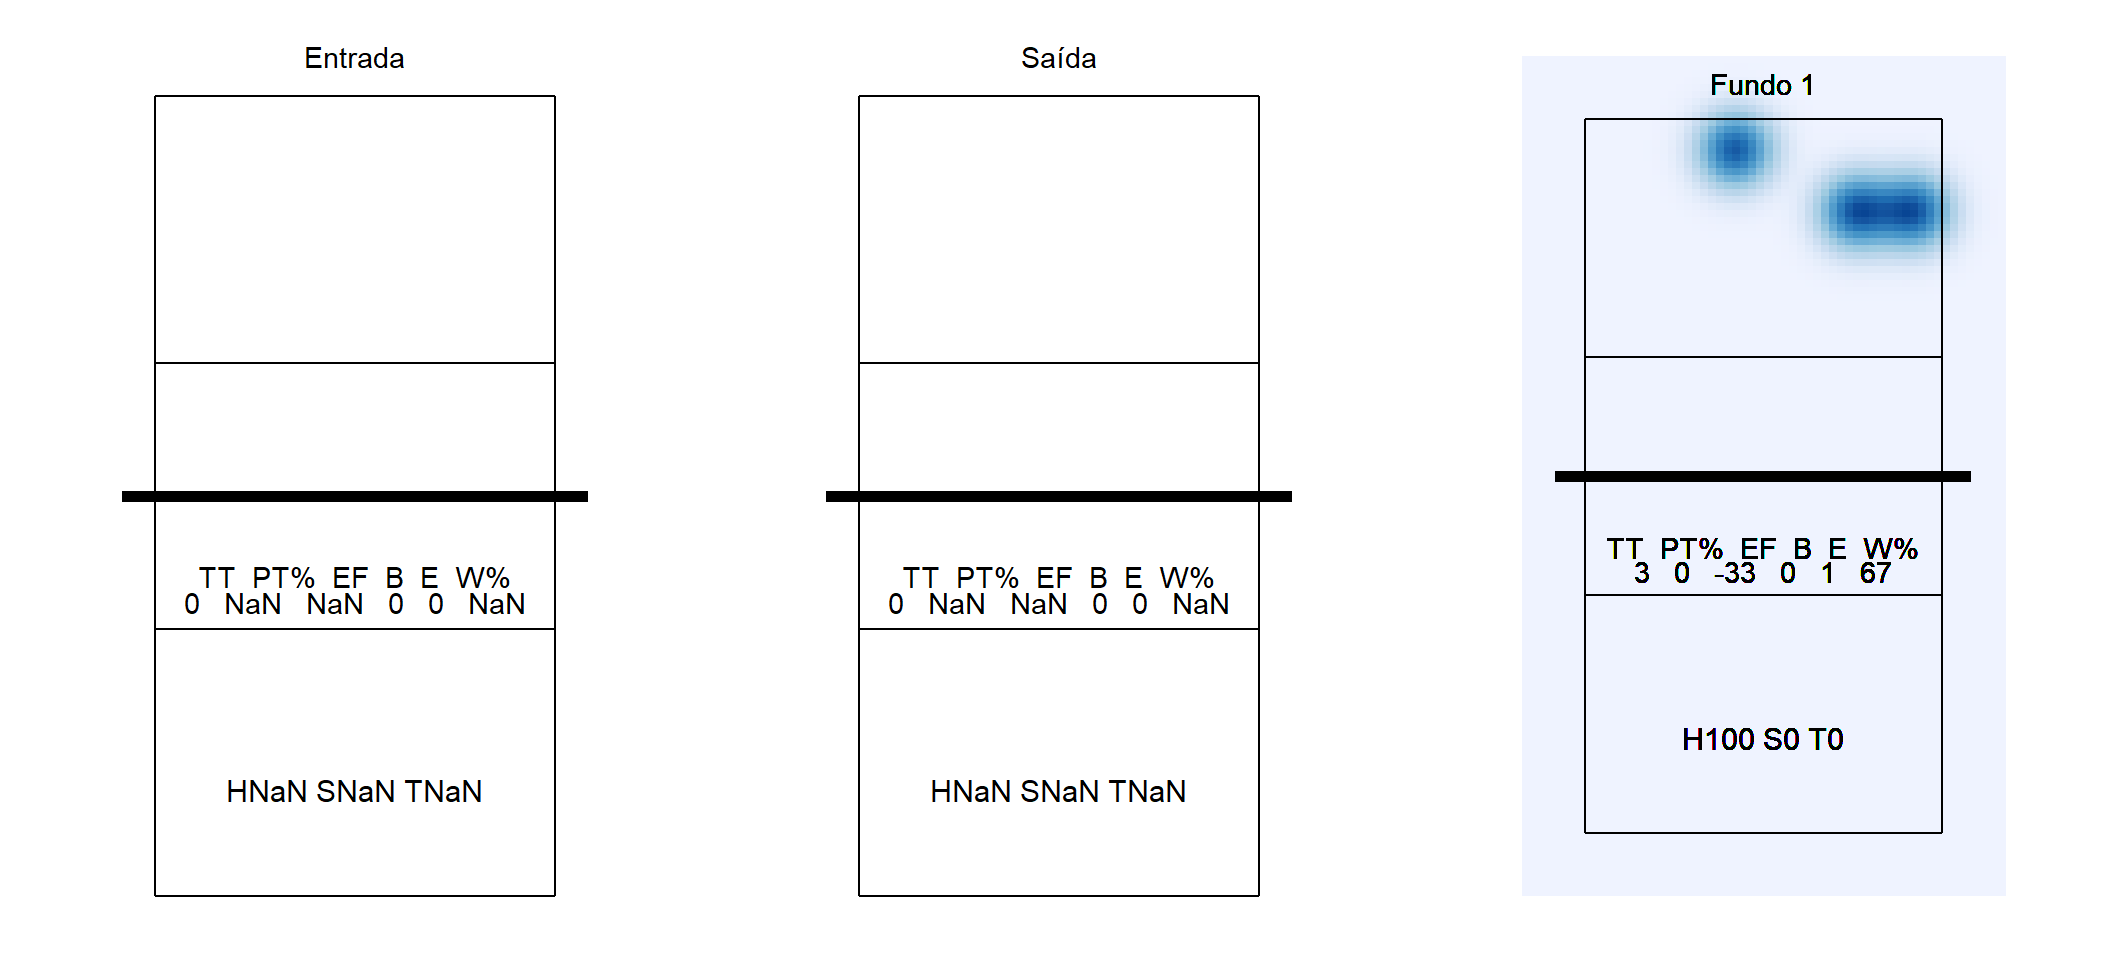 Entrada
TT PT% EF B E W%
0 NaN NaN 0 0 NaN
HNaN SNaN TNaN
Saída
TT PT% EF B E W%
0 NaN NaN 0 0 NaN
HNaN SNaN TNaN
Fundo 1
TT PT% EF B E W%
3 0 -33 0 1 67
H100 S0 T0